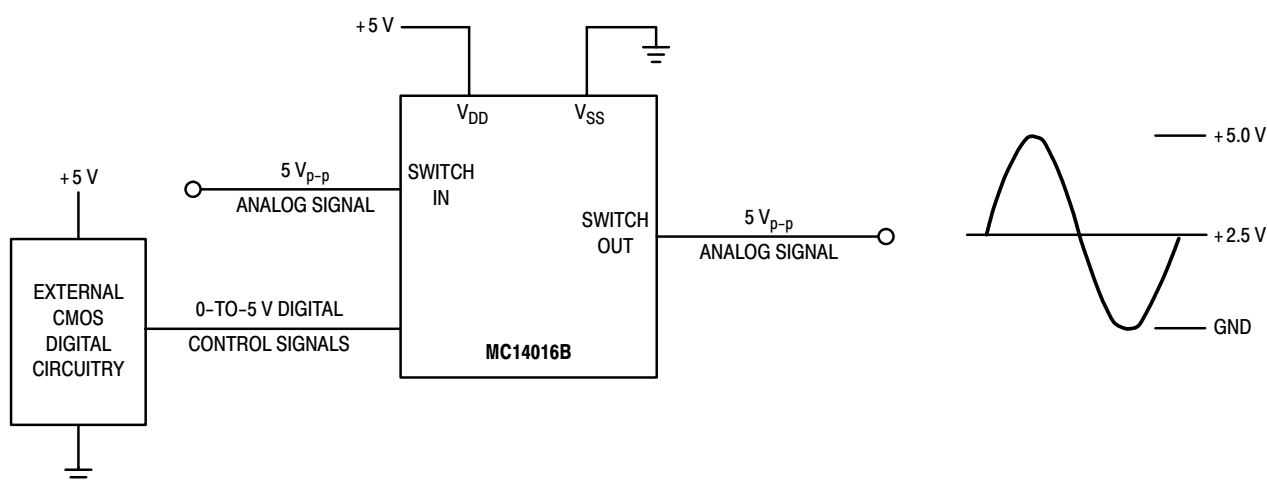 +5 V
V_DD
V_SS
5 V_p-p
ANALOG SIGNAL
SWITCH
IN
SWITCH
OUT
5 V_p-p
ANALOG SIGNAL
+5 V
EXTERNAL
CMOS
DIGITAL
CIRCUITRY
0-TO-5 V DIGITAL
CONTROL SIGNALS
MC14016B
+5.0 V
+2.5 V
GND